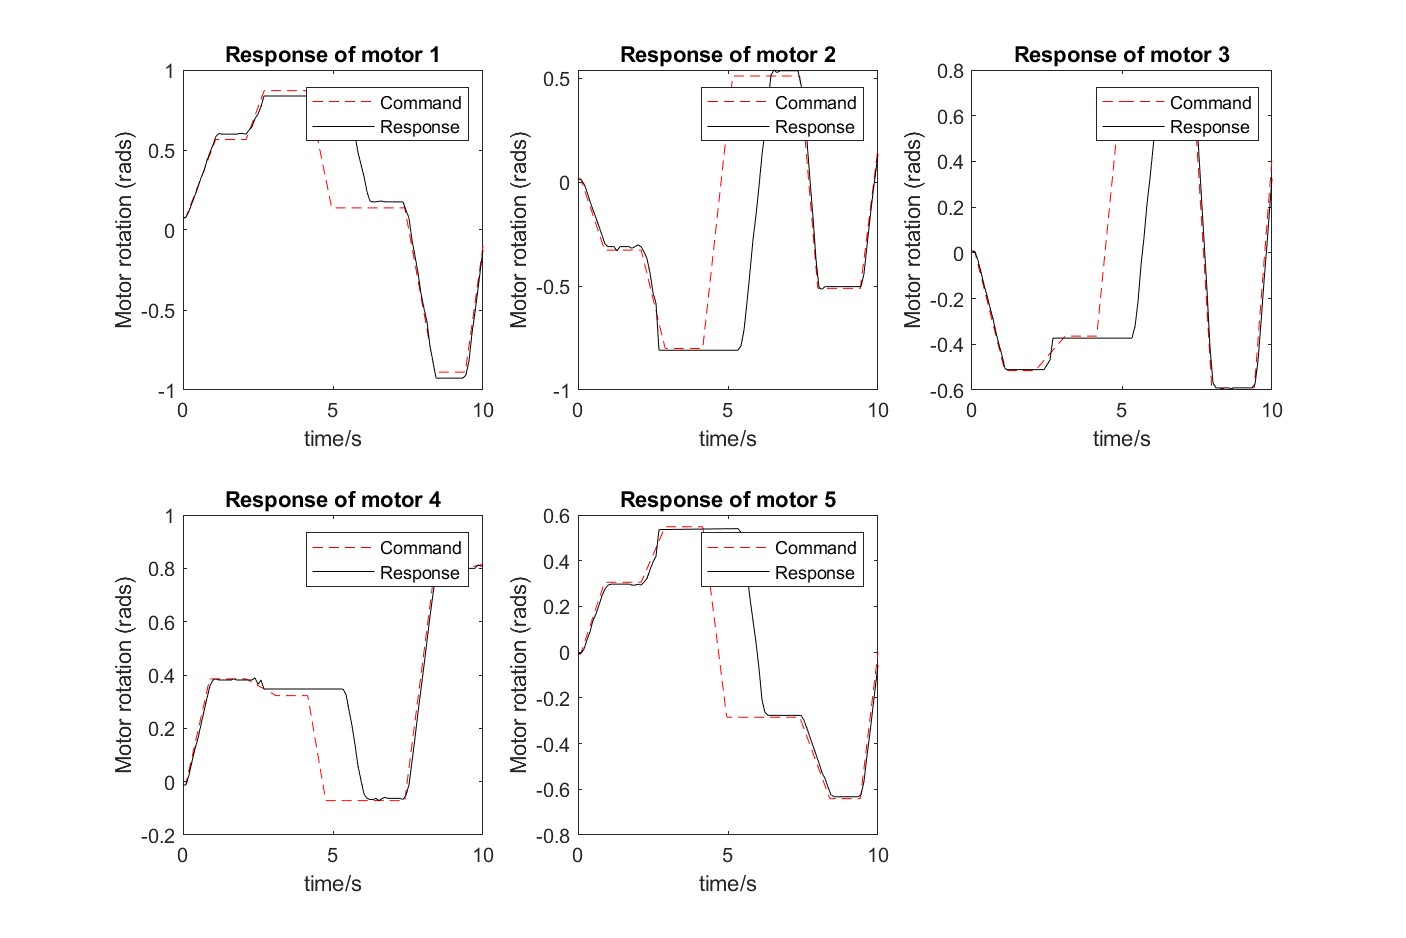 Response of motor 1
1
0.5
0
-0.5
-1
Motor rotation (rads)
0 5 10
time/s
Command
Response
Response of motor 2
0.5
0
-0.5
-1
Motor rotation (rads)
0 5 10
time/s
Command
Response
Response of motor 3
0.8
0.6
0.4
0.2
0
-0.2
-0.4
-0.6
Motor rotation (rads)
0 5 10
time/s
Command
Response
Response of motor 4
1
0.8
0.6
0.4
0.2
0
-0.2
Motor rotation (rads)
0 5 10
time/s
Command
Response
Response of motor 5
0.6
0.4
0.2
0
-0.2
-0.4
-0.6
-0.8
Motor rotation (rads)
0 5 10
time/s
Command
Response